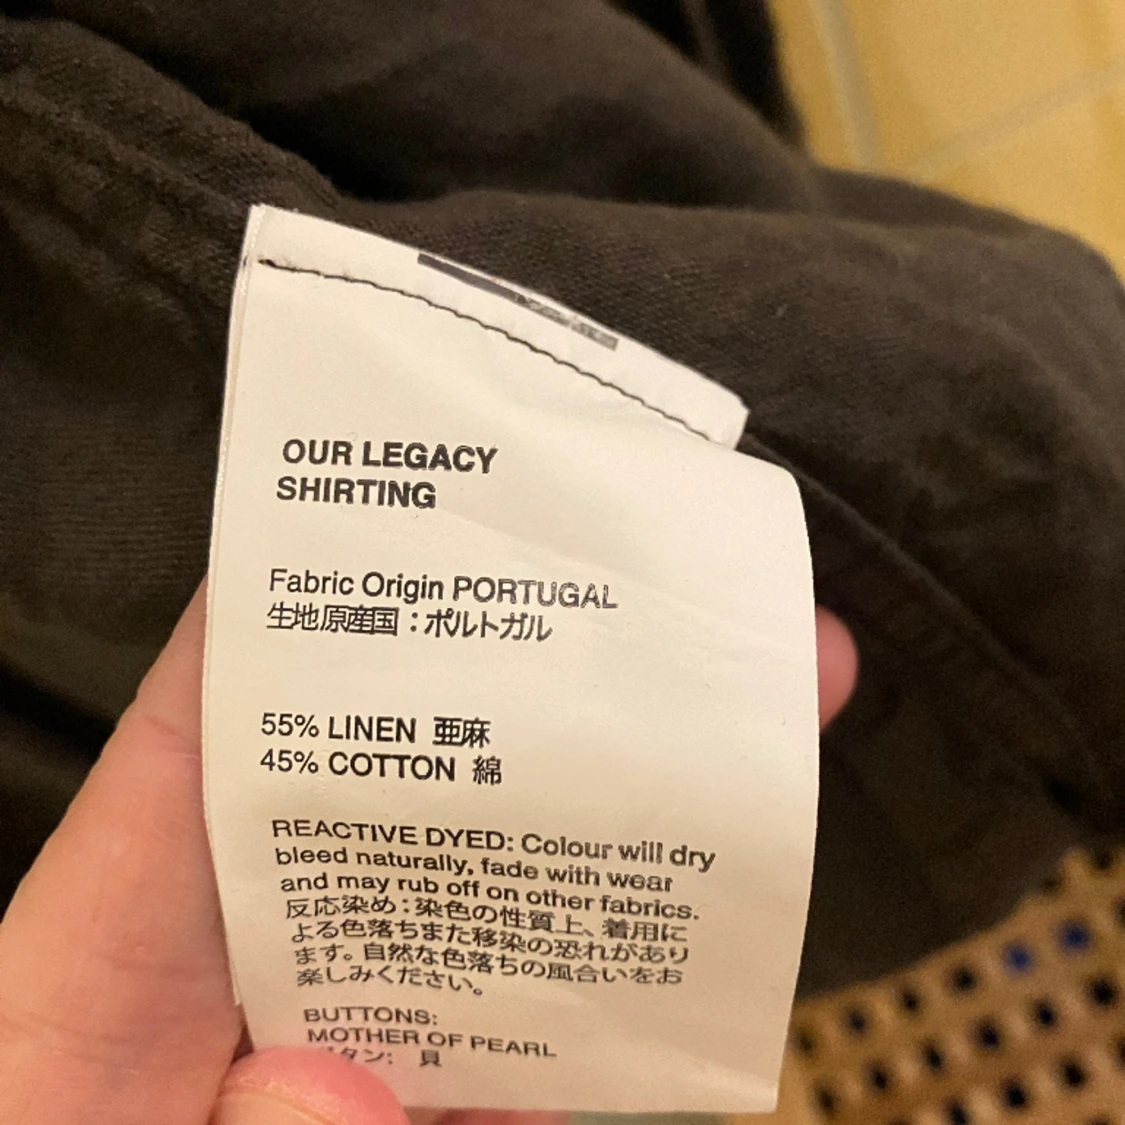 OUR LEGACY
SHIRTING
Fabric Origin PORTUGAL
生地原産国：ポルトガル
55% LINEN 亜麻
45% COTTON 綿
REACTIVE DYED: Colour will dry
bleed naturally, fade with wear
and may rub off on other fabrics.
反応染め：染色の性質上、着用に
よる色落ちまた移染の恐れがあり
ます。自然な色落ちの風合いをお
楽しみください。
BUTTONS:
MOTHER OF PEARL
タン: 貝